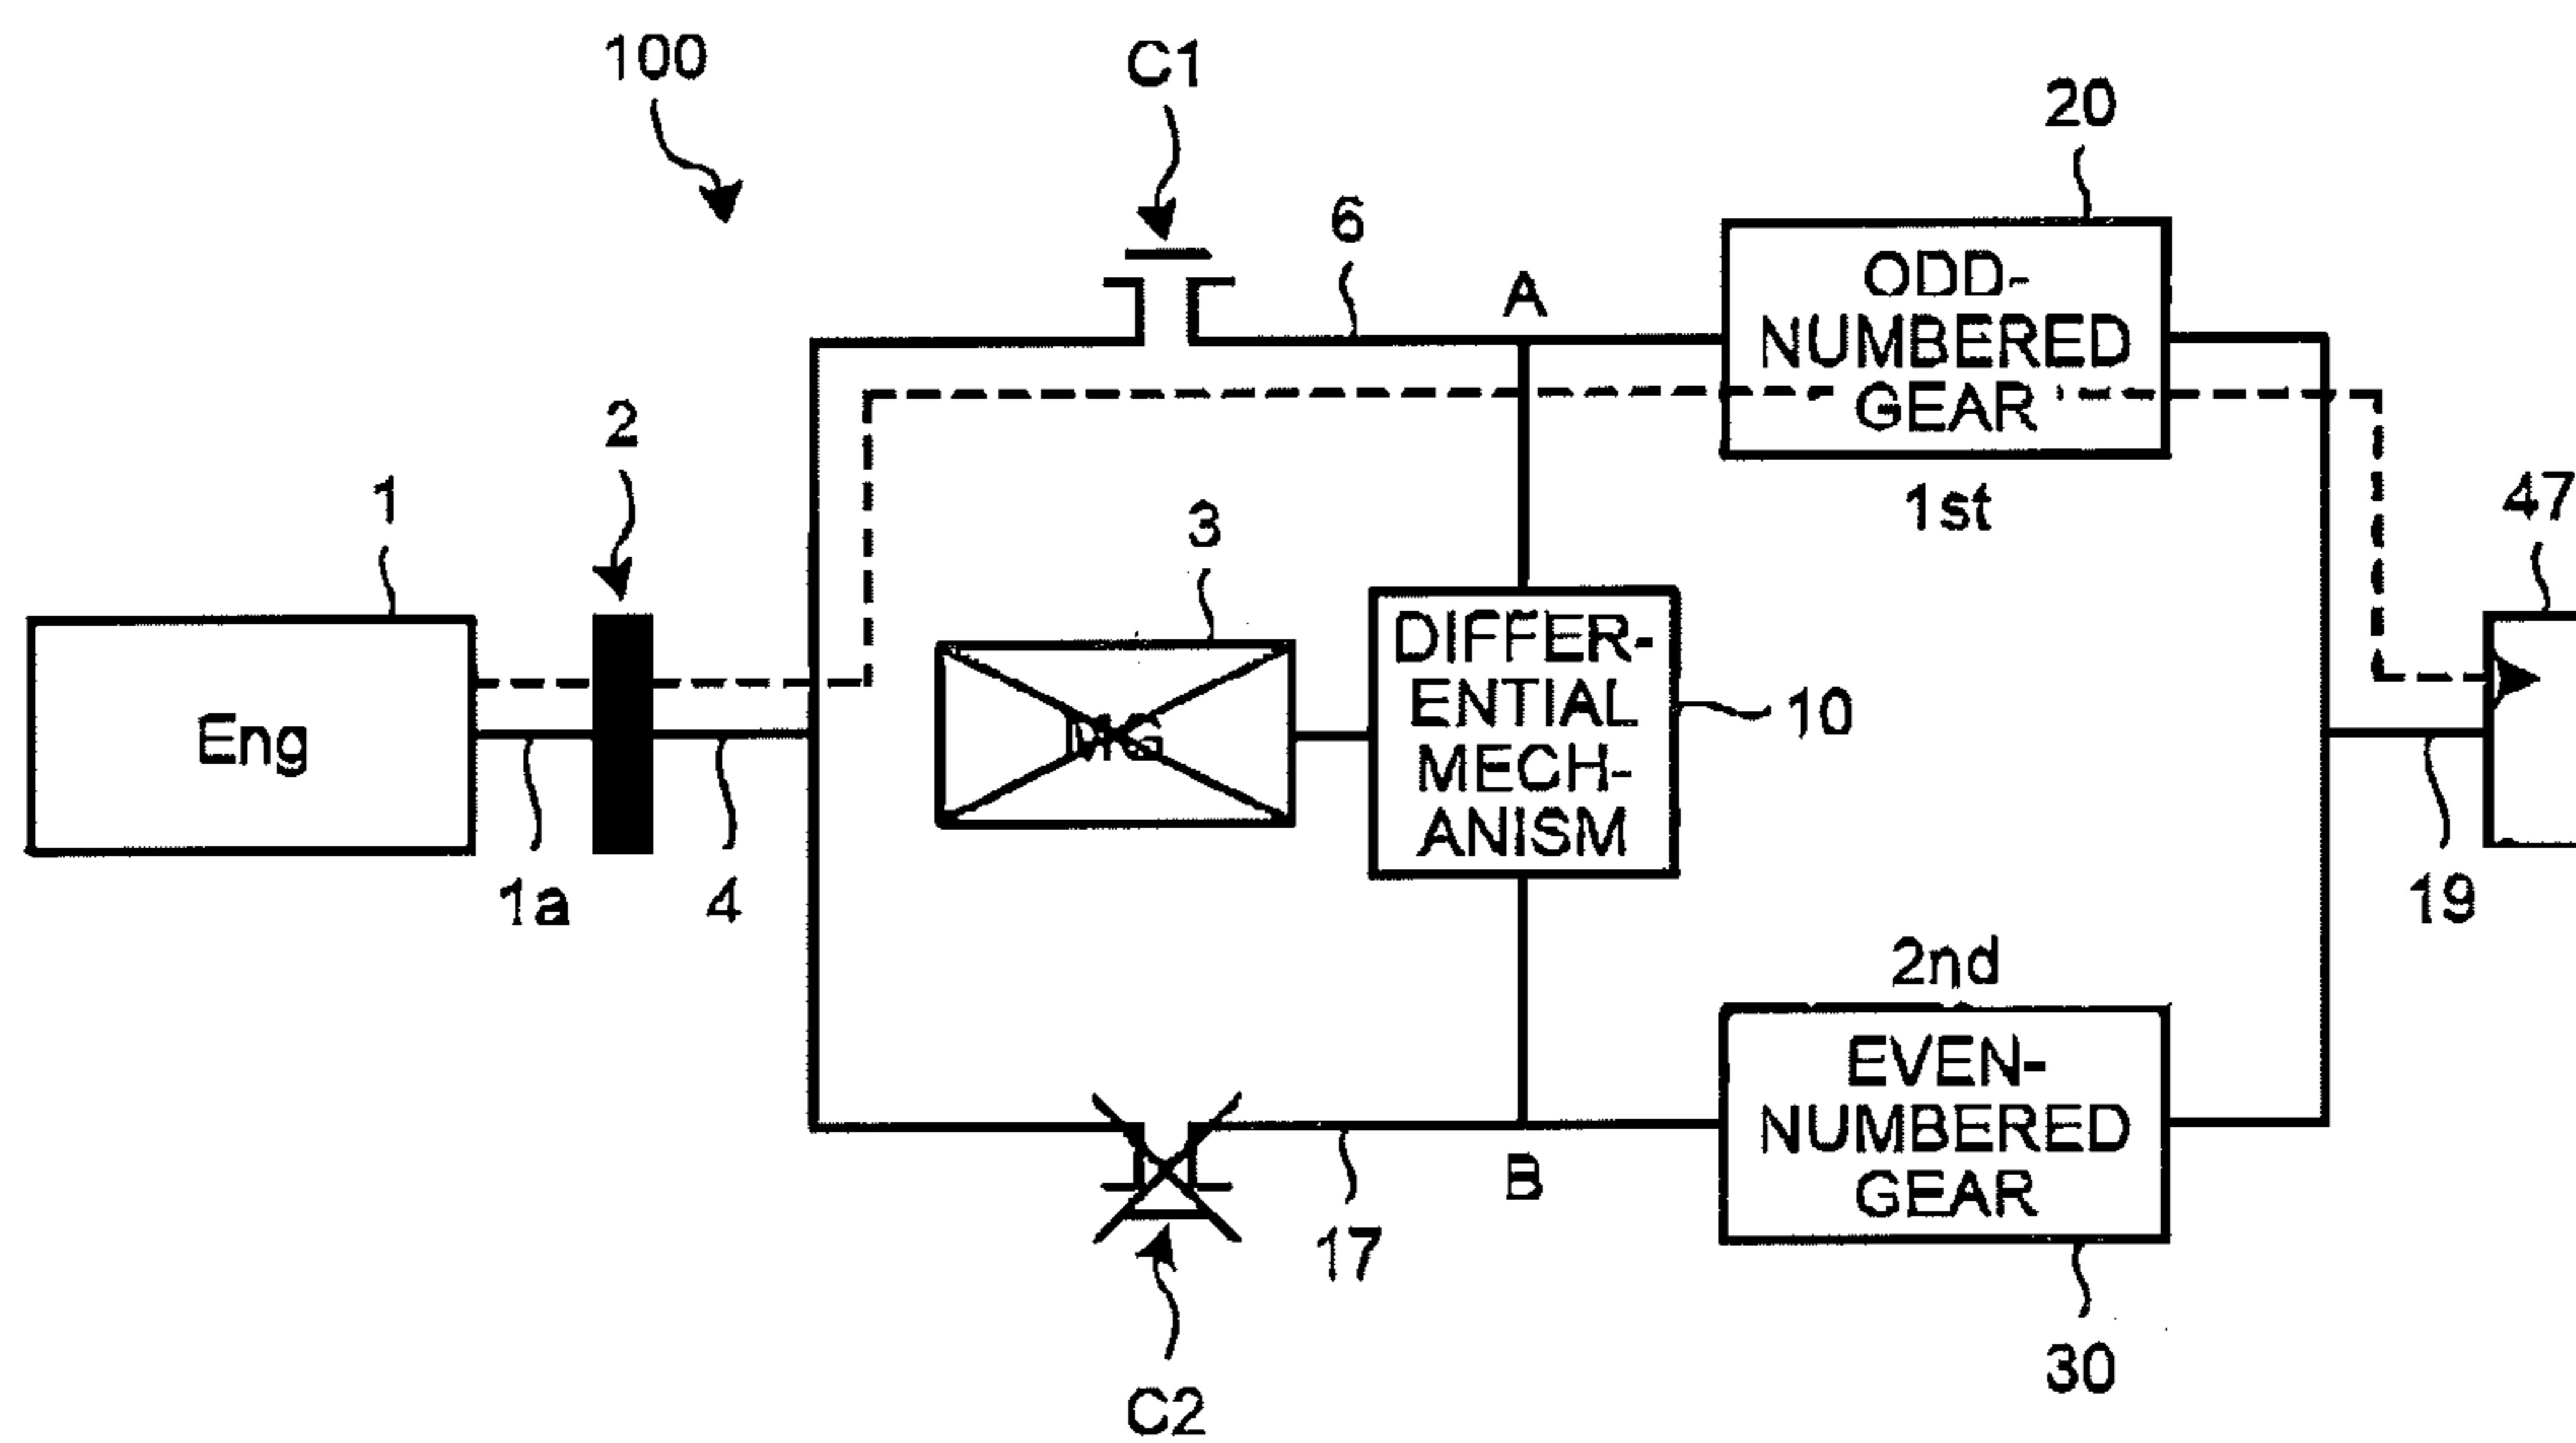 100
C1
20
6
A
ODD-
NUMBERED
GEAR
1st
2
1
3
47
Eng
DIFFER-
ENTIAL
MECH-
ANISM
10
1a
4
19
2nd
EVEN-
NUMBERED
GEAR
B
17
C2
30